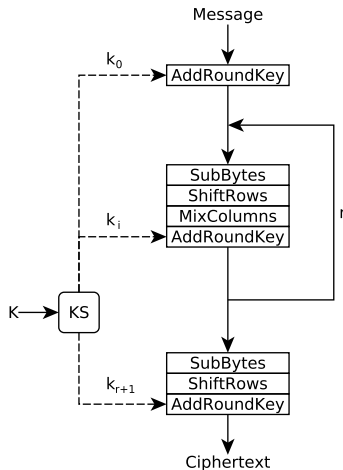 Message
k0
AddRoundKey
SubBytes
ShiftRows
MixColumns
ki
AddRoundKey
K
KS
SubBytes
ShiftRows
kr+1
AddRoundKey
Ciphertext